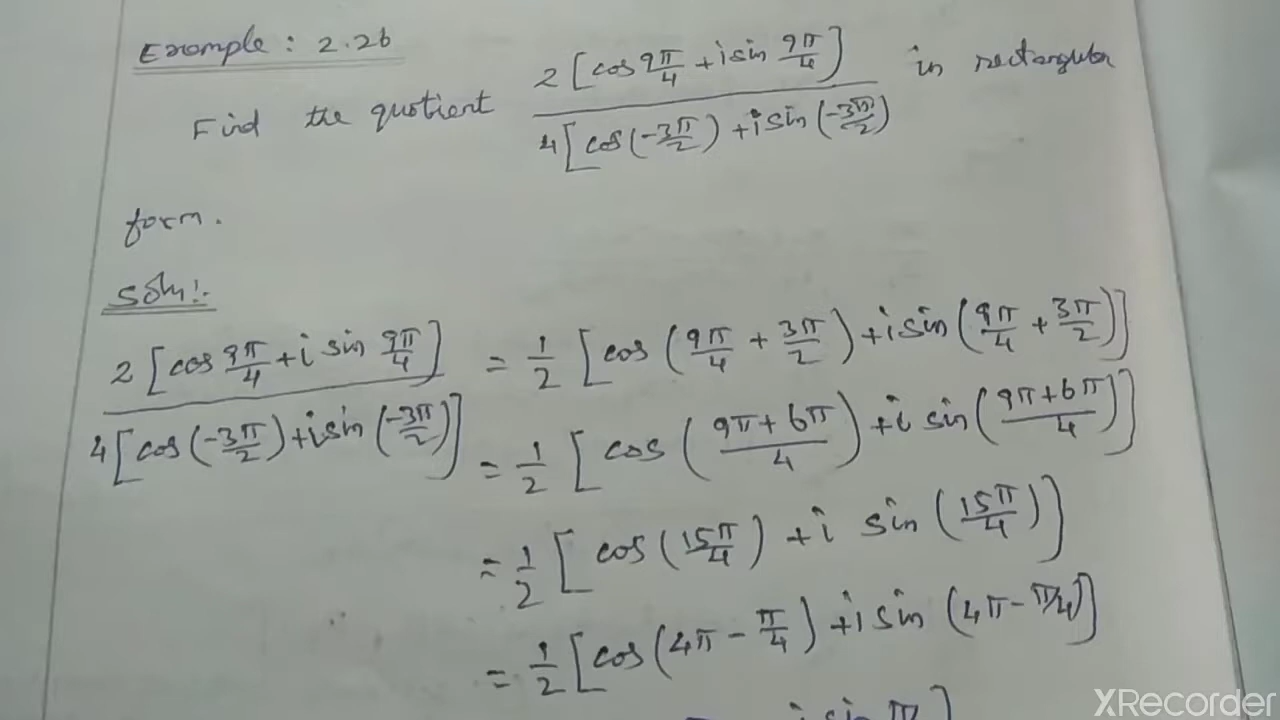 Example : 2.26
Find the quotient 2[cos 9π/4 + i sin 9π/4] / 4[cos(-3π/2) + i sin(-3π/2) in rectangular
form.
Soln:-
2[cos 9π/4 + i sin 9π/4] / 4[cos(-3π/2) + i sin(-3π/2)] = 1/2 [cos(9π/4 + 3π/2) + i sin(9π/4 + 3π/2)]
= 1/2 [cos(9π+6π/4) + i sin(9π+6π/4)]
= 1/2 [cos(15π/4) + i sin(15π/4)]
= 1/2 [cos(4π - π/4) + i sin(4π - π/4)]
i sin π
XRecorder